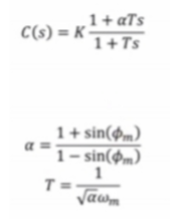 C(s) = K (1 + αTs) / (1 + Ts)
α = (1 + sin(ϕₘ)) / (1 − sin(ϕₘ))
T = 1 / (√α ωₘ)